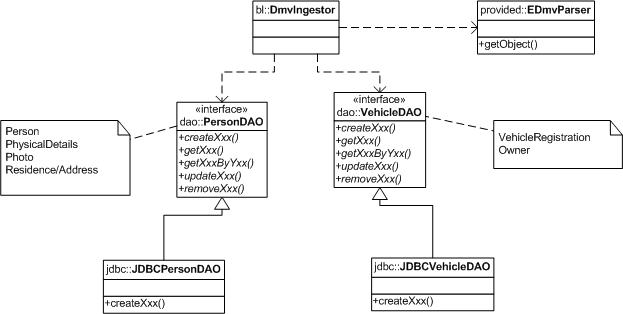 bl::DmvIngestor
provided::EDmvParser
+getObject()
«interface»
dao::PersonDAO
+createXxx()
+getXxx()
+getXxxByYxx()
+updateXxx()
+removeXxx()
«interface»
dao::VehicleDAO
+createXxx()
+getXxx()
+getXxxByYxx()
+updateXxx()
+removeXxx()
Person
PhysicalDetails
Photo
Residence/Address
VehicleRegistration
Owner
jdbc::JDBCPersonDAO
+createXxx()
jdbc::JDBCVehicleDAO
+createXxx()